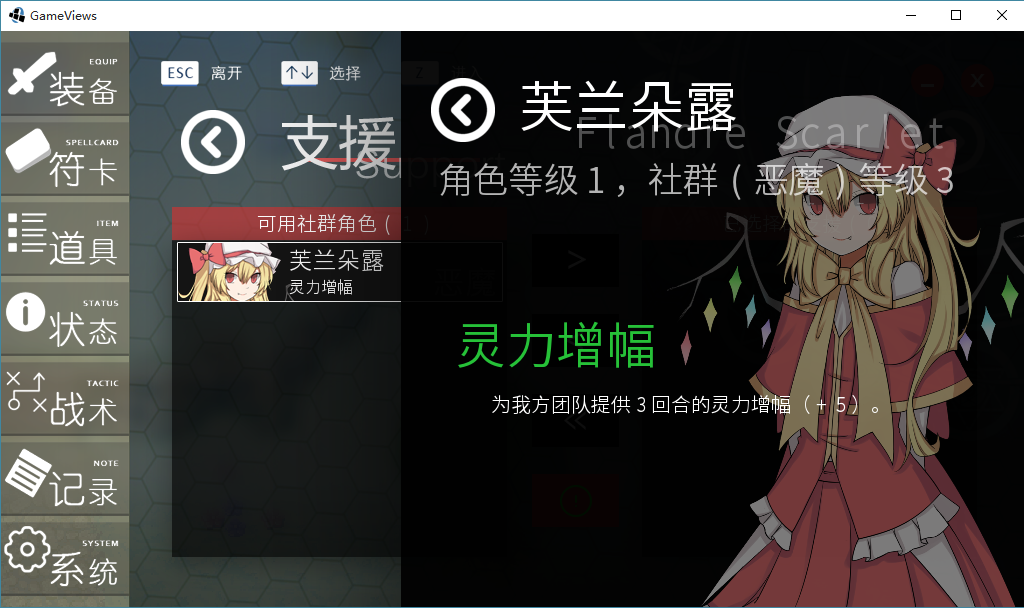 GameViews
EQUIP
装备
SPELLCARD
符卡
ITEM
道具
STATUS
状态
TACTIC
战术
NOTE
记录
SYSTEM
系统
ESC 离开 ↑↓ 选择
支援
Support
可用社群角色（1）
芙兰朵露
灵力增幅
芙兰朵露
Flandre Scarlet
角色等级 1 ，社群（恶魔）等级 3
灵力增幅
为我方团队提供 3 回合的灵力增幅（ + 5 ）。